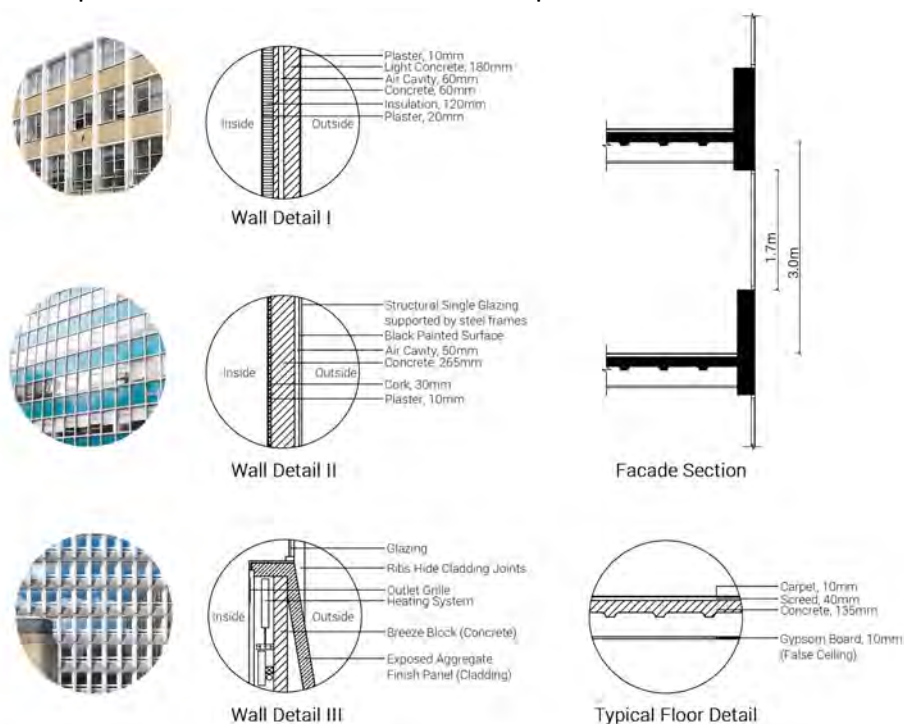 Plaster, 10mm
Light Concrete, 180mm
Air Cavity, 60mm
Concrete, 60mm
Insulation, 120mm
Plaster, 20mm
Inside
Outside
Wall Detail I
Structural Single Glazing
supported by steel frames
Black Painted Surface
Air Cavity, 50mm
Concrete, 265mm
Cork, 30mm
Plaster, 10mm
Inside
Outside
Wall Detail II
1.7m
3.0m
Facade Section
Glazing
Ribs Hide Cladding Joints
Outlet Grille
Heating System
Breeze Block (Concrete)
Exposed Aggregate
Finish Panel (Cladding)
Inside
Outside
Wall Detail III
Carpet, 10mm
Screed, 40mm
Concrete, 135mm
Gypsom Board, 10mm
(False Ceiling)
Typical Floor Detail